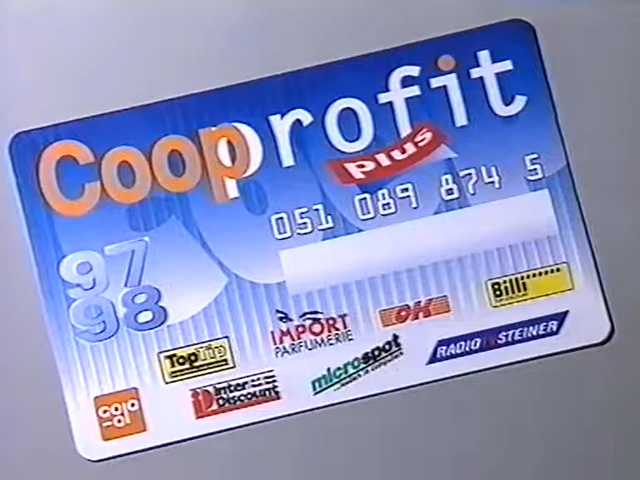 Cooprofit
plus
051 089 874 5
97
98
TopTip
IMPORT
PARFUMERIE
OK
Billi
coop
Inter
Discount
microspot
RADIO TV STEINER